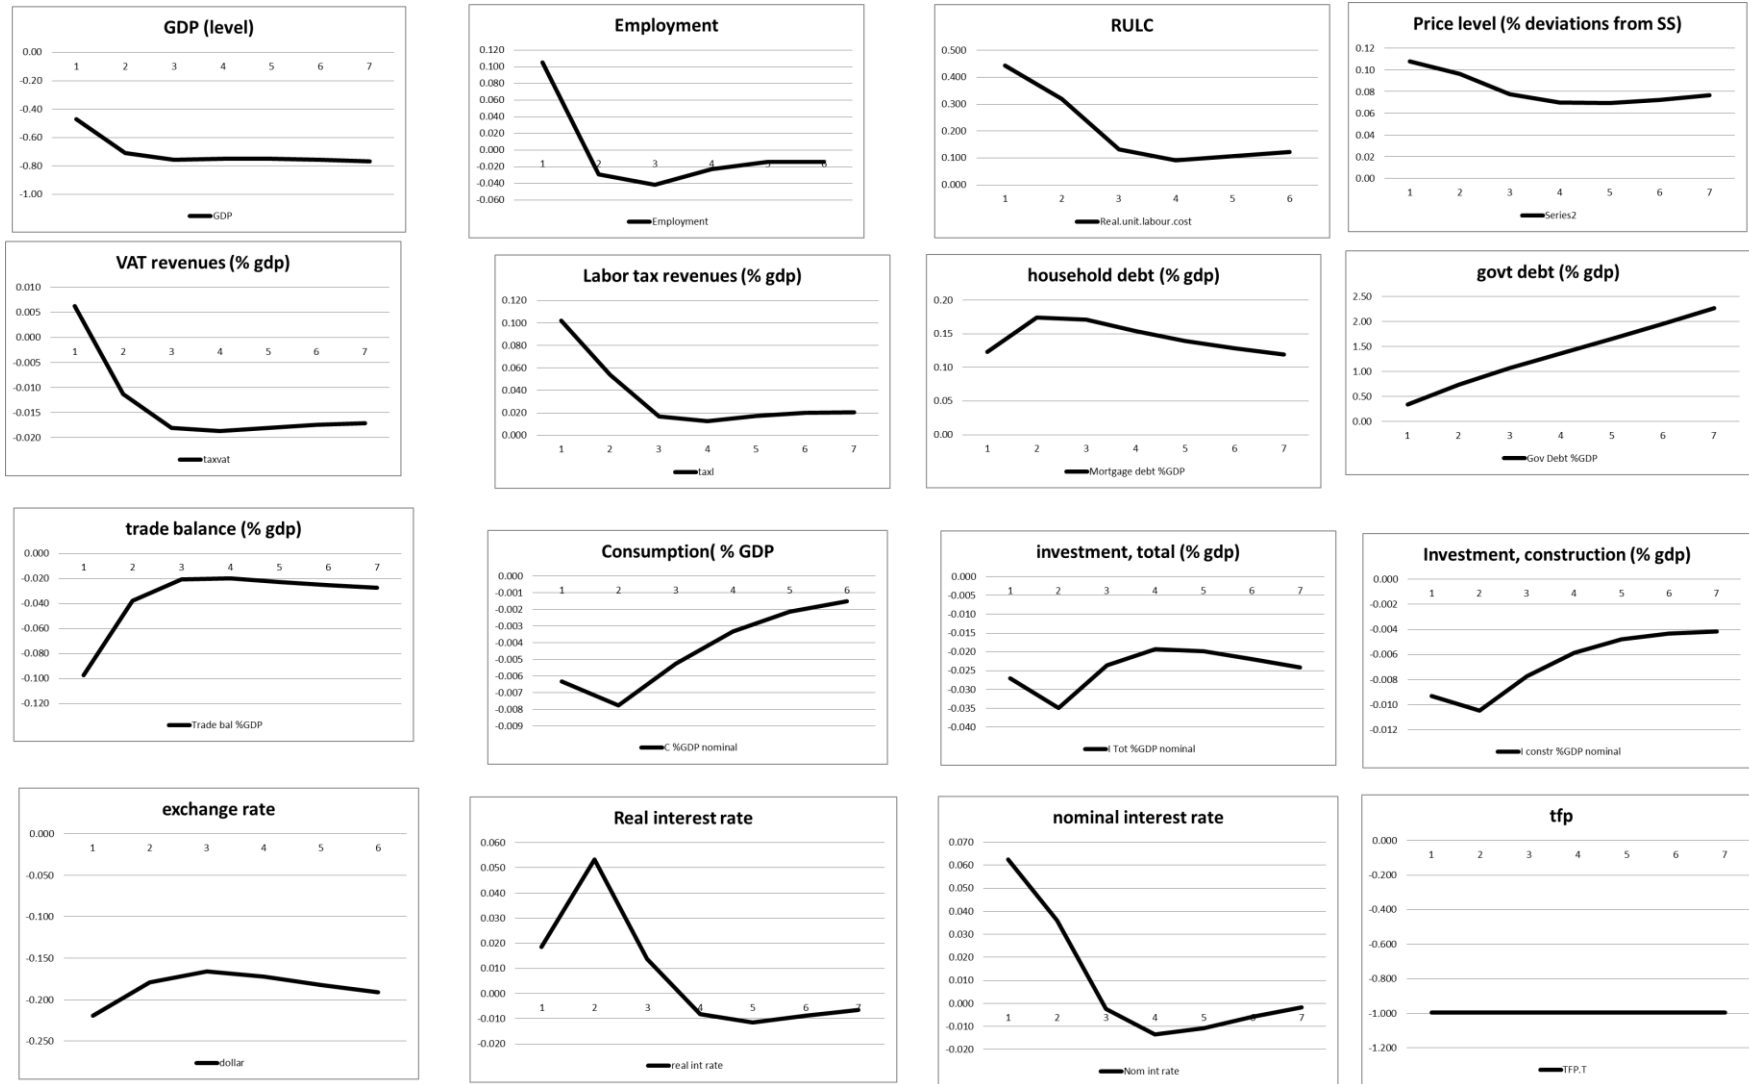 GDP (level)
0.00
1 2 3 4 5 6 7
-0.20
-0.40
-0.60
-0.80
-1.00
GDP
Employment
0.120
0.100
0.080
0.060
0.040
0.020
0.000
1 2 3 4 5 6
-0.020
-0.040
-0.060
Employment
RULC
0.500
0.400
0.300
0.200
0.100
0.000
1 2 3 4 5 6
Real.unit.labour.cost
Price level (% deviations from SS)
0.12
0.10
0.08
0.06
0.04
0.02
0.00
1 2 3 4 5 6 7
Series2
VAT revenues (% gdp)
0.010
0.005
0.000
1 2 3 4 5 6 7
-0.005
-0.010
-0.015
-0.020
taxvat
Labor tax revenues (% gdp)
0.120
0.100
0.080
0.060
0.040
0.020
0.000
1 2 3 4 5 6 7
taxl
household debt (% gdp)
0.20
0.15
0.10
0.05
0.00
1 2 3 4 5 6 7
Mortgage debt %GDP
govt debt (% gdp)
2.50
2.00
1.50
1.00
0.50
0.00
1 2 3 4 5 6 7
Gov Debt %GDP
trade balance (% gdp)
0.000
1 2 3 4 5 6 7
-0.020
-0.040
-0.060
-0.080
-0.100
-0.120
Trade bal %GDP
Consumption( % GDP
0.000
-0.001
1 2 3 4 5 6
-0.002
-0.003
-0.004
-0.005
-0.006
-0.007
-0.008
-0.009
C %GDP nominal
investment, total (% gdp)
0.000
1 2 3 4 5 6 7
-0.005
-0.010
-0.015
-0.020
-0.025
-0.030
-0.035
-0.040
I Tot %GDP nominal
Investment, construction (% gdp)
0.000
1 2 3 4 5 6 7
-0.002
-0.004
-0.006
-0.008
-0.010
-0.012
I constr %GDP nominal
exchange rate
0.000
1 2 3 4 5 6
-0.050
-0.100
-0.150
-0.200
-0.250
dollar
Real interest rate
0.060
0.050
0.040
0.030
0.020
0.010
0.000
1 2 3 4 5 6 7
-0.010
-0.020
real int rate
nominal interest rate
0.070
0.060
0.050
0.040
0.030
0.020
0.010
0.000
1 2 3 4 5 6 7
-0.010
-0.020
Nom int rate
tfp
0.000
1 2 3 4 5 6 7
-0.200
-0.400
-0.600
-0.800
-1.000
-1.200
TFP.T